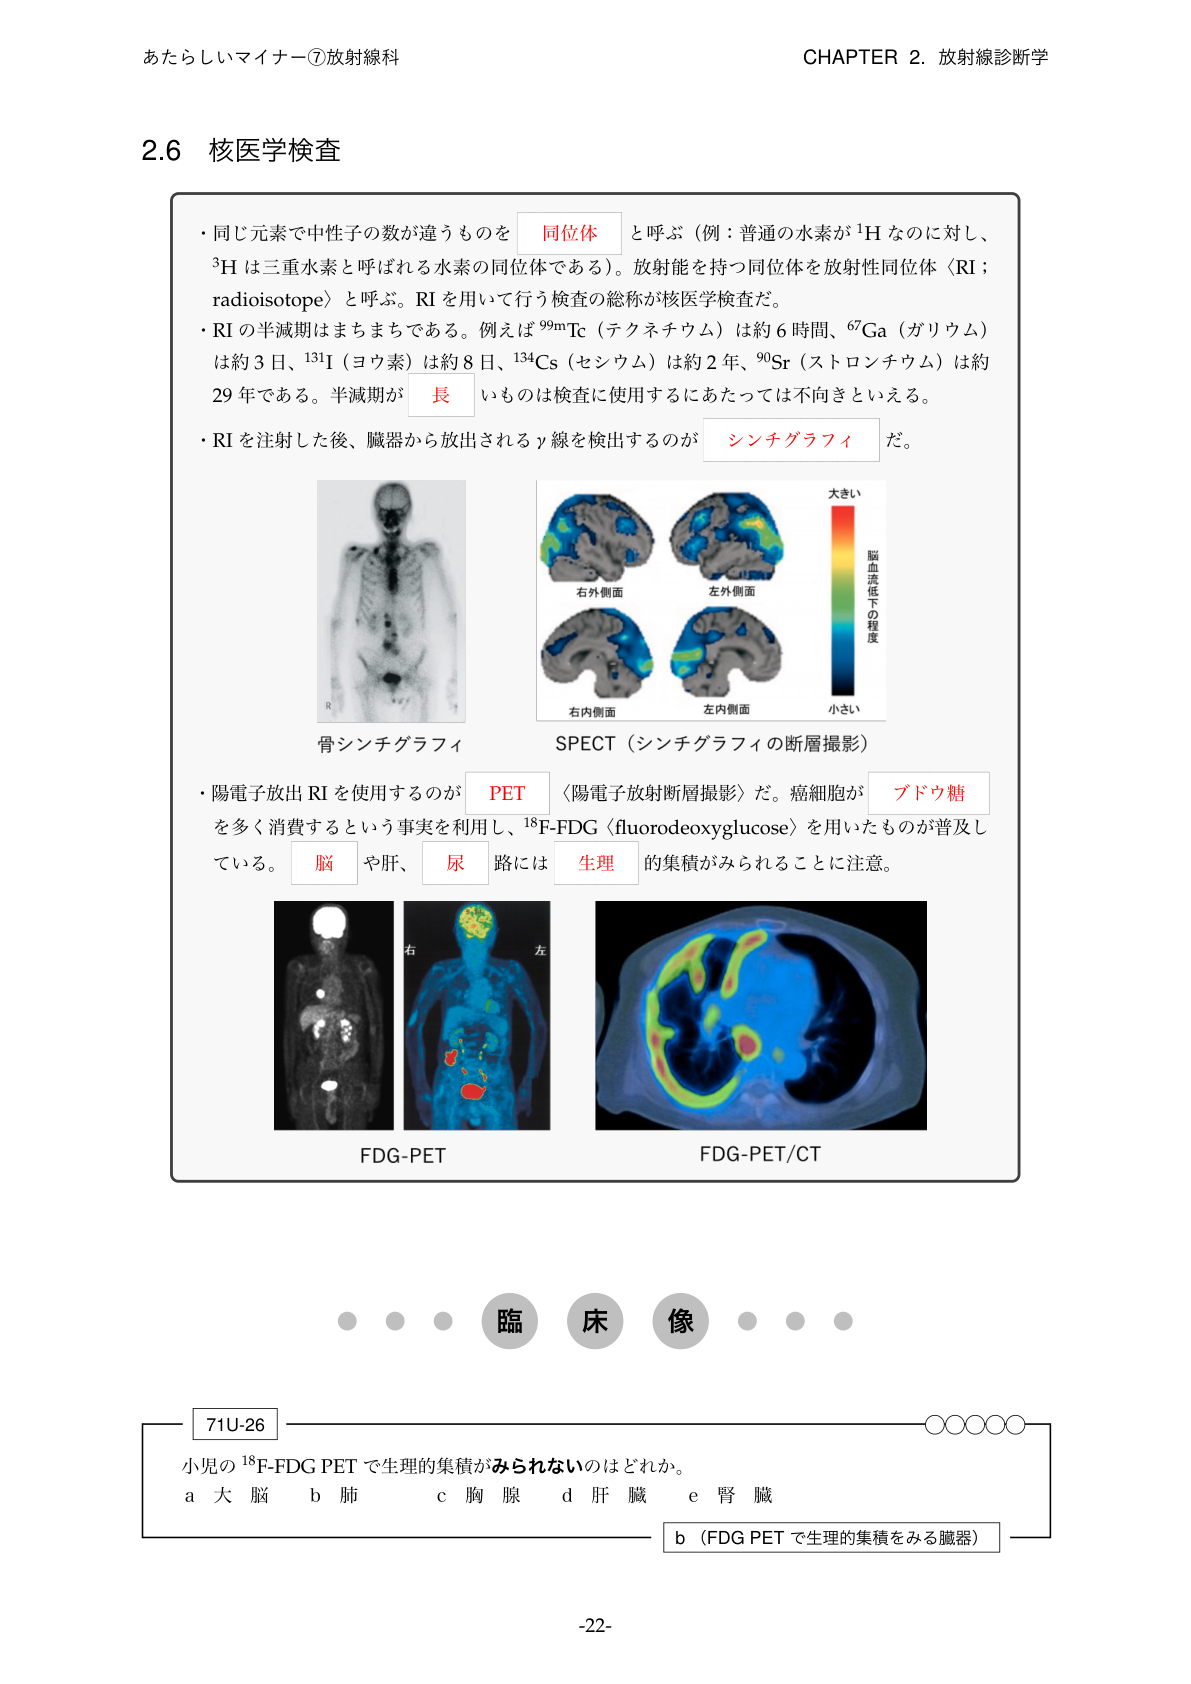 あたらしいマイナー⑦放射線科 CHAPTER 2. 放射線診断学
2.6 核医学検査
・同じ元素で中性子の数が違うものを 同位体 と呼ぶ（例：普通の水素が ¹H なのに対し、
³H は三重水素と呼ばれる水素の同位体である）。放射能を持つ同位体を放射性同位体〈RI；
radioisotope〉と呼ぶ。RI を用いて行う検査の総称が核医学検査だ。
・RI の半減期はまちまちである。例えば ⁹⁹ᵐTc（テクネチウム）は約 6 時間、⁶⁷Ga（ガリウム）
は約 3 日、¹³¹I（ヨウ素）は約 8 日、¹³⁴Cs（セシウム）は約 2 年、⁹⁰Sr（ストロンチウム）は約
29 年である。半減期が 長 いものは検査に使用するにあたっては不向きといえる。
・RI を注射した後、臓器から放出される γ 線を検出するのが シンチグラフィ だ。
大きい
脳血流低下の程度
右外側面 左外側面
右内側面 左内側面 小さい
R
骨シンチグラフィ SPECT（シンチグラフィの断層撮影）
・陽電子放出 RI を使用するのが PET 〈陽電子放射断層撮影〉だ。癌細胞が ブドウ糖
を多く消費するという事実を利用し、¹⁸F-FDG〈fluorodeoxyglucose〉を用いたものが普及し
ている。 脳 や肝、 尿 路には 生理 的集積がみられることに注意。
右 左
FDG-PET FDG-PET/CT
臨床像
71U-26
小児の ¹⁸F-FDG PET で生理的集積がみられないのはどれか。
a 大 脳 b 肺 c 胸 腺 d 肝 臓 e 腎 臓
b （FDG PET で生理的集積をみる臓器）
-22-